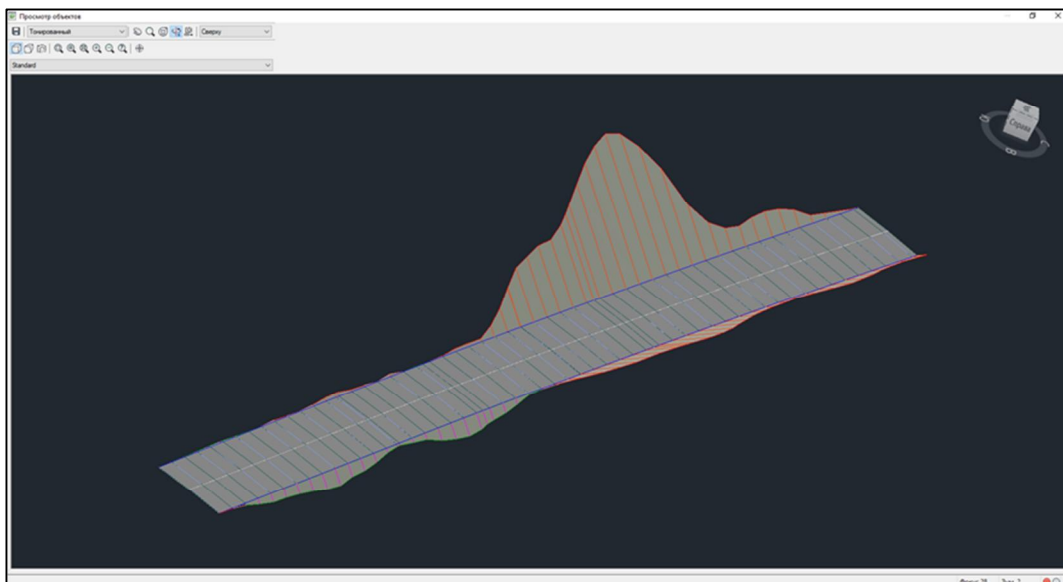 Просмотр объектов
Тонированный
Сверху
Standard
Справа